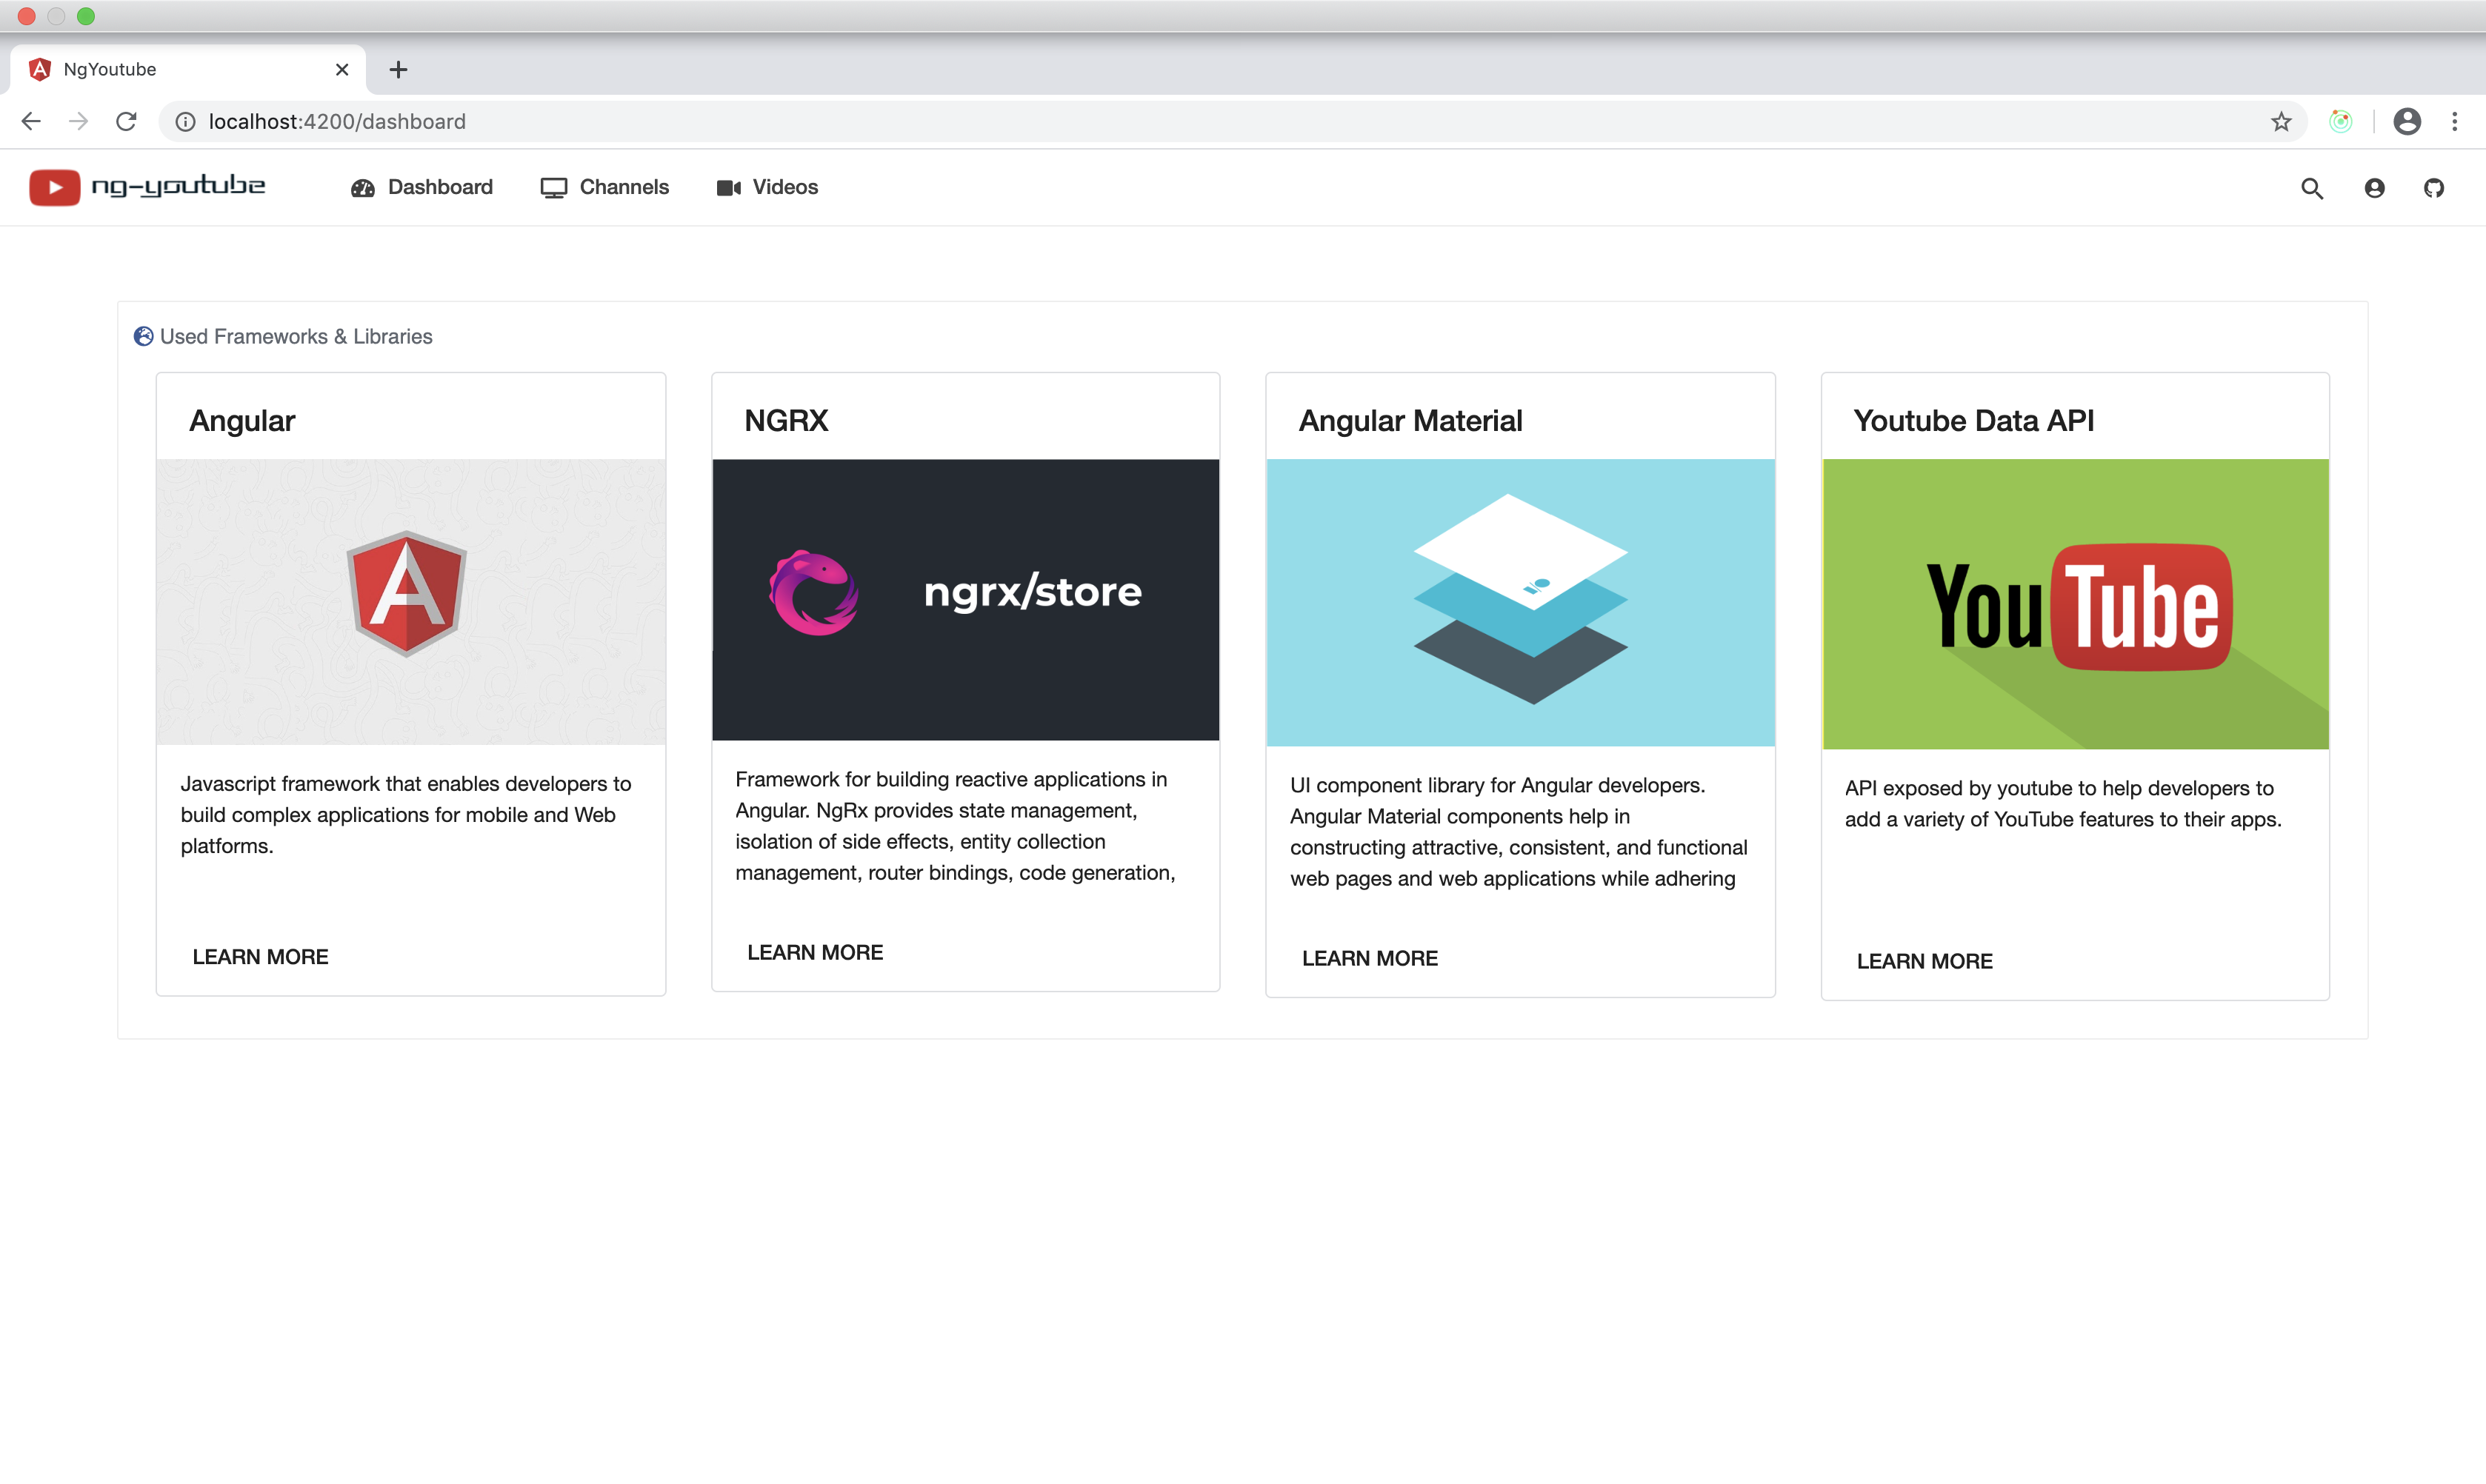 NgYoutube
localhost:4200/dashboard
ng-youtube
Dashboard
Channels
Videos
Used Frameworks & Libraries
Angular
Javascript framework that enables developers to
build complex applications for mobile and Web
platforms.
LEARN MORE
NGRX
ngrx/store
Framework for building reactive applications in
Angular. NgRx provides state management,
isolation of side effects, entity collection
management, router bindings, code generation,
LEARN MORE
Angular Material
UI component library for Angular developers.
Angular Material components help in
constructing attractive, consistent, and functional
web pages and web applications while adhering
LEARN MORE
Youtube Data API
YouTube
API exposed by youtube to help developers to
add a variety of YouTube features to their apps.
LEARN MORE